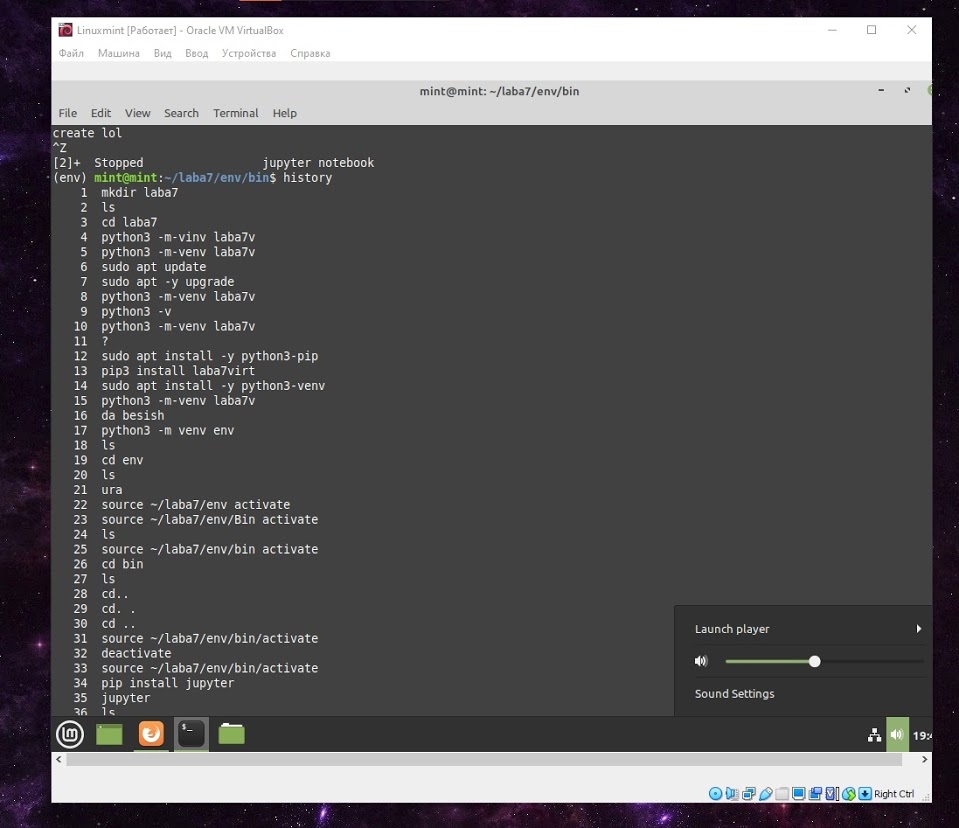 Linuxmint [Работает] - Oracle VM VirtualBox
Файл Машина Вид Ввод Устройства Справка
mint@mint: ~/laba7/env/bin
File Edit View Search Terminal Help
create lol
^Z
[2]+  Stopped                 jupyter notebook
(env) mint@mint:~/laba7/env/bin$ history
    1  mkdir laba7
    2  ls
    3  cd laba7
    4  python3 -m-vinv laba7v
    5  python3 -m-venv laba7v
    6  sudo apt update
    7  sudo apt -y upgrade
    8  python3 -m-venv laba7v
    9  python3 -v
   10  python3 -m-venv laba7v
   11  ?
   12  sudo apt install -y python3-pip
   13  pip3 install laba7virt
   14  sudo apt install -y python3-venv
   15  python3 -m-venv laba7v
   16  da besish
   17  python3 -m venv env
   18  ls
   19  cd env
   20  ls
   21  ura
   22  source ~/laba7/env activate
   23  source ~/laba7/env/Bin activate
   24  ls
   25  source ~/laba7/env/bin activate
   26  cd bin
   27  ls
   28  cd..
   29  cd. .
   30  cd ..
   31  source ~/laba7/env/bin/activate
   32  deactivate
   33  source ~/laba7/env/bin/activate
   34  pip install jupyter
   35  jupyter
   36  ls
Launch player
Sound Settings
lm
$_
19:
Right Ctrl